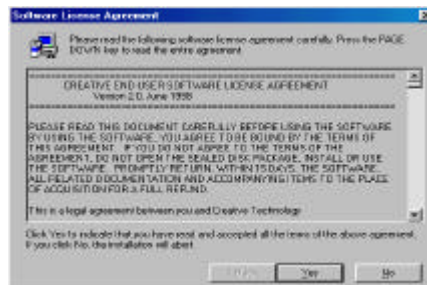 Software License Agreement
Please read the following software license agreement carefully. Press the PAGE
DOWN key to read the entire agreement.
CREATIVE END-USER SOFTWARE LICENSE AGREEMENT
Version 2.0, June 1998
PLEASE READ THIS DOCUMENT CAREFULLY BEFORE USING THE SOFTWARE.
BY USING THE SOFTWARE, YOU AGREE TO BE BOUND BY THE TERMS OF
THIS AGREEMENT. IF YOU DO NOT AGREE TO THE TERMS OF THE
AGREEMENT, DO NOT OPEN THE SEALED DISK PACKAGE, INSTALL OR USE
THE SOFTWARE. PROMPTLY RETURN, WITHIN 15 DAYS, THE SOFTWARE,
ALL RELATED DOCUMENTATION AND ACCOMPANYING ITEMS TO THE PLACE
OF ACQUISITION FOR A FULL REFUND.
This is a legal agreement between you and Creative Technology
Click Yes to indicate that you have read and accepted all the terms of the above agreement.
If you click No, the installation will abort.
Yes
No